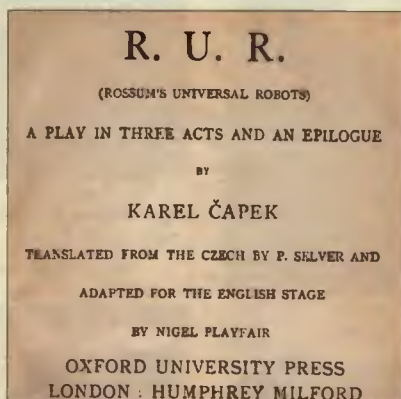 R. U. R.
(ROSSUM'S UNIVERSAL ROBOTS)
A PLAY IN THREE ACTS AND AN EPILOGUE
BY
KAREL ČAPEK
TRANSLATED FROM THE CZECH BY P. SELVER AND
ADAPTED FOR THE ENGLISH STAGE
BY NIGEL PLAYFAIR
OXFORD UNIVERSITY PRESS
LONDON : HUMPHREY MILFORD